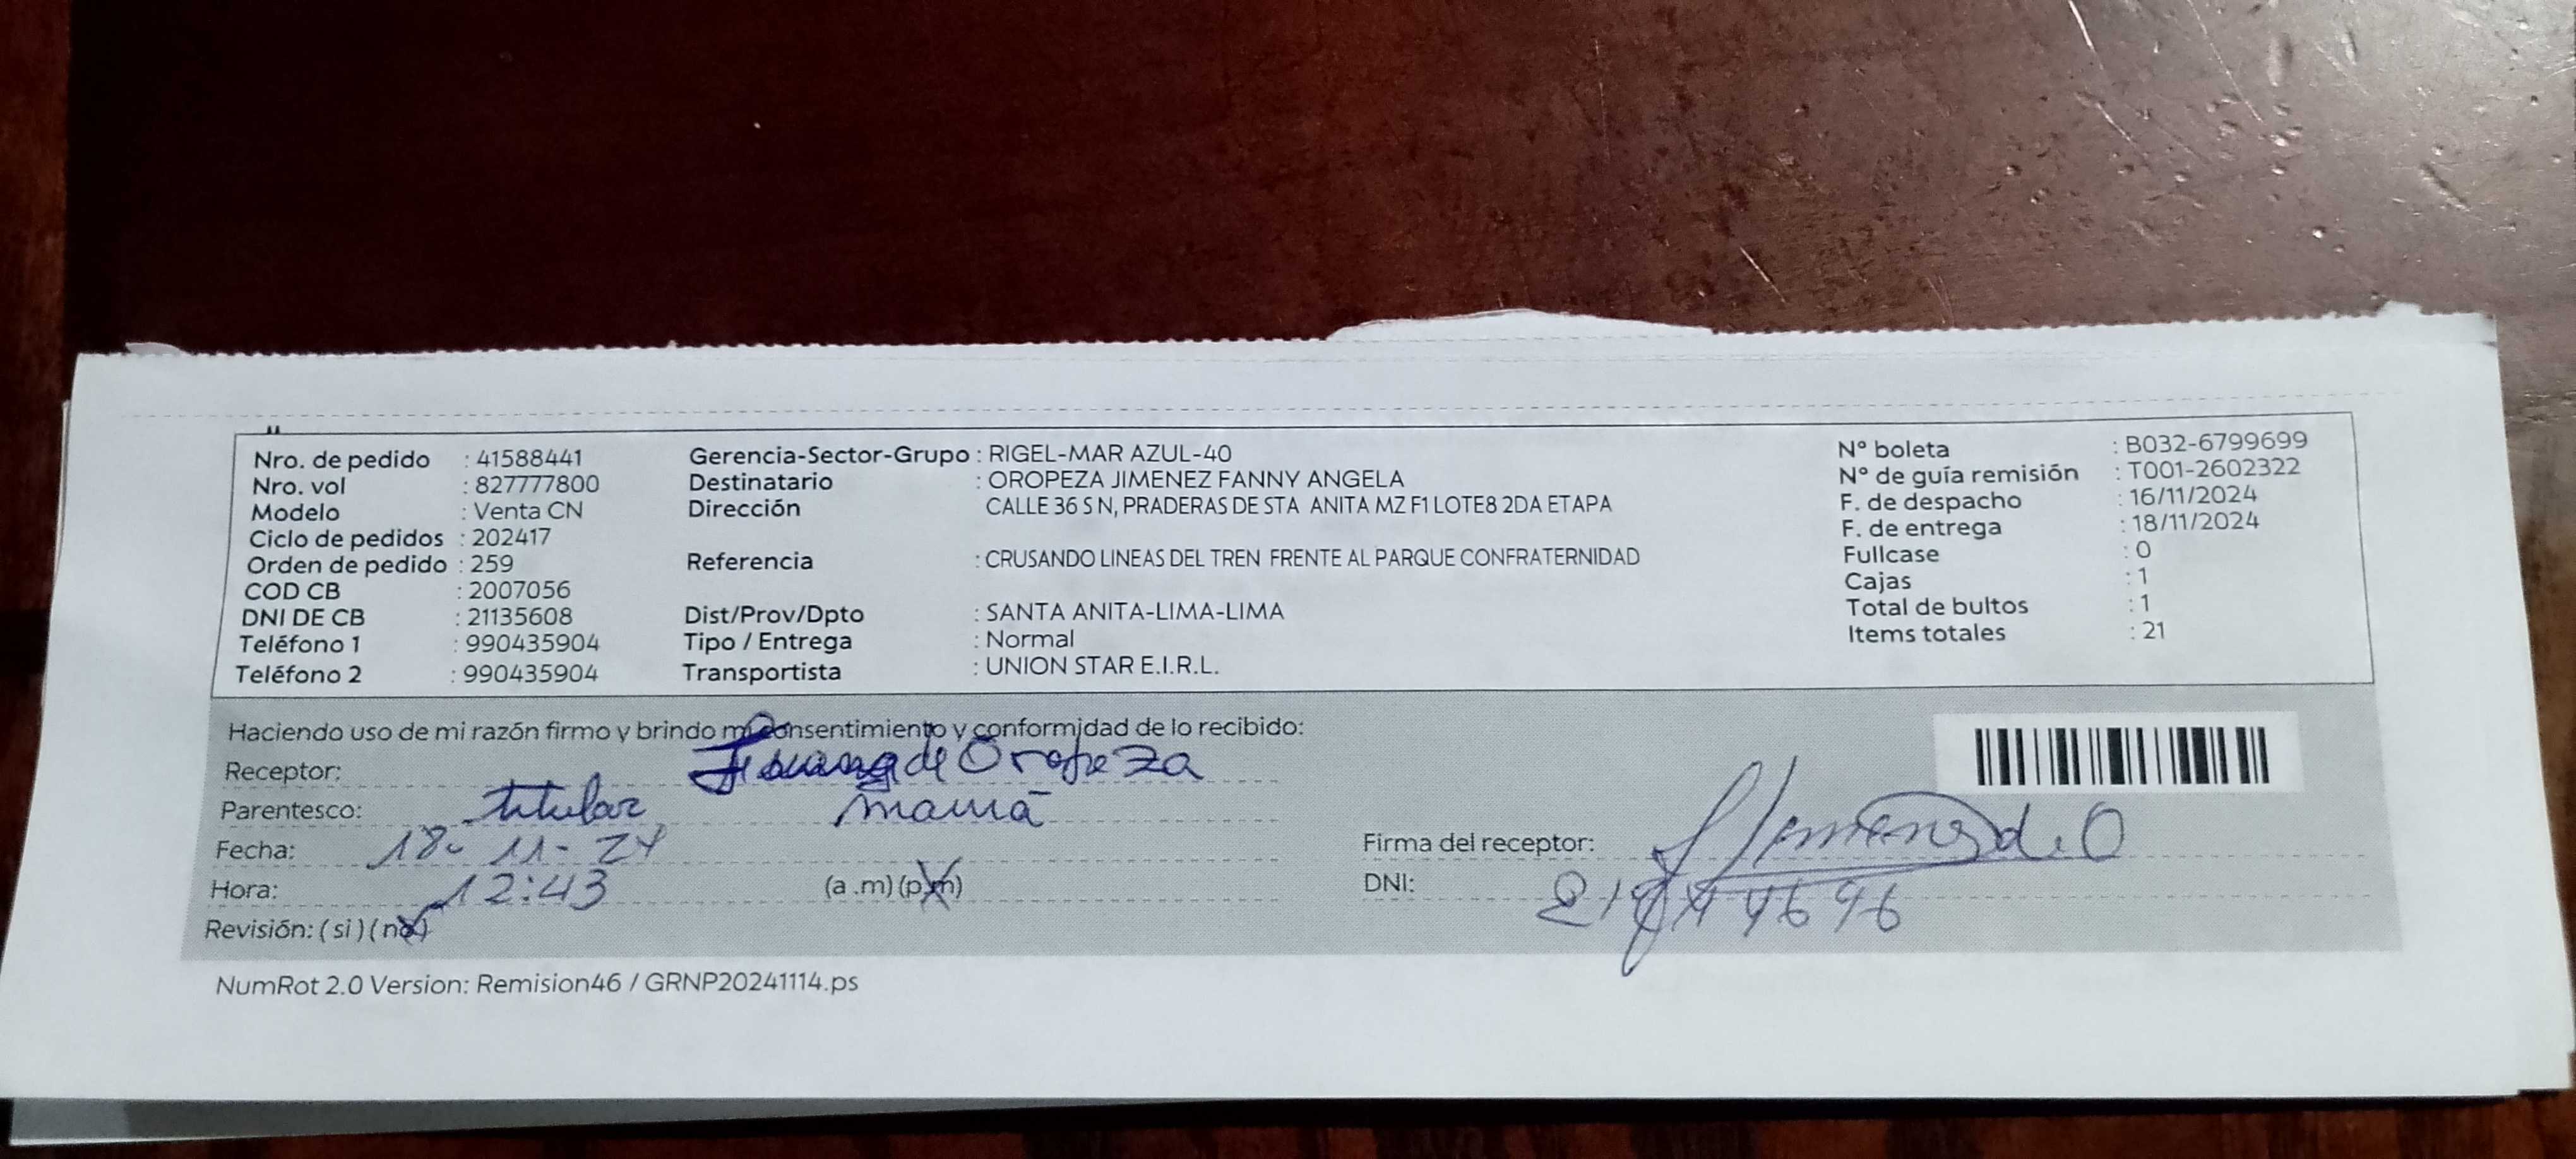 Nro. de pedido : 41588441
Nro. vol : 827777800
Modelo : Venta CN
Ciclo de pedidos : 202417
Orden de pedido : 259
COD CB : 2007056
DNI DE CB : 21135608
Teléfono 1 : 990435904
Teléfono 2 : 990435904
Gerencia-Sector-Grupo : RIGEL-MAR AZUL-40
Destinatario : OROPEZA JIMENEZ FANNY ANGELA
Dirección CALLE 36 S N, PRADERAS DE STA ANITA MZ F1 LOTE8 2DA ETAPA
Referencia : CRUSANDO LINEAS DEL TREN FRENTE AL PARQUE CONFRATERNIDAD
Dist/Prov/Dpto : SANTA ANITA-LIMA-LIMA
Tipo / Entrega : Normal
Transportista : UNION STAR E.I.R.L.
N° boleta : B032-6799699
N° de guía remisión : T001-2602322
F. de despacho : 16/11/2024
F. de entrega : 18/11/2024
Fullcase : 0
Cajas : 1
Total de bultos : 1
Items totales : 21
Haciendo uso de mi razón firmo y brindo mi consentimiento y conformidad de lo recibido:
Receptor: de Oropeza
Parentesco: titular mamá
Fecha: 18-11-24
Hora: 12:43 (a .m) (p.m)
Revisión: ( si ) ( no )
Firma del receptor:
DNI:
NumRot 2.0 Version: Remision46 / GRNP20241114.ps